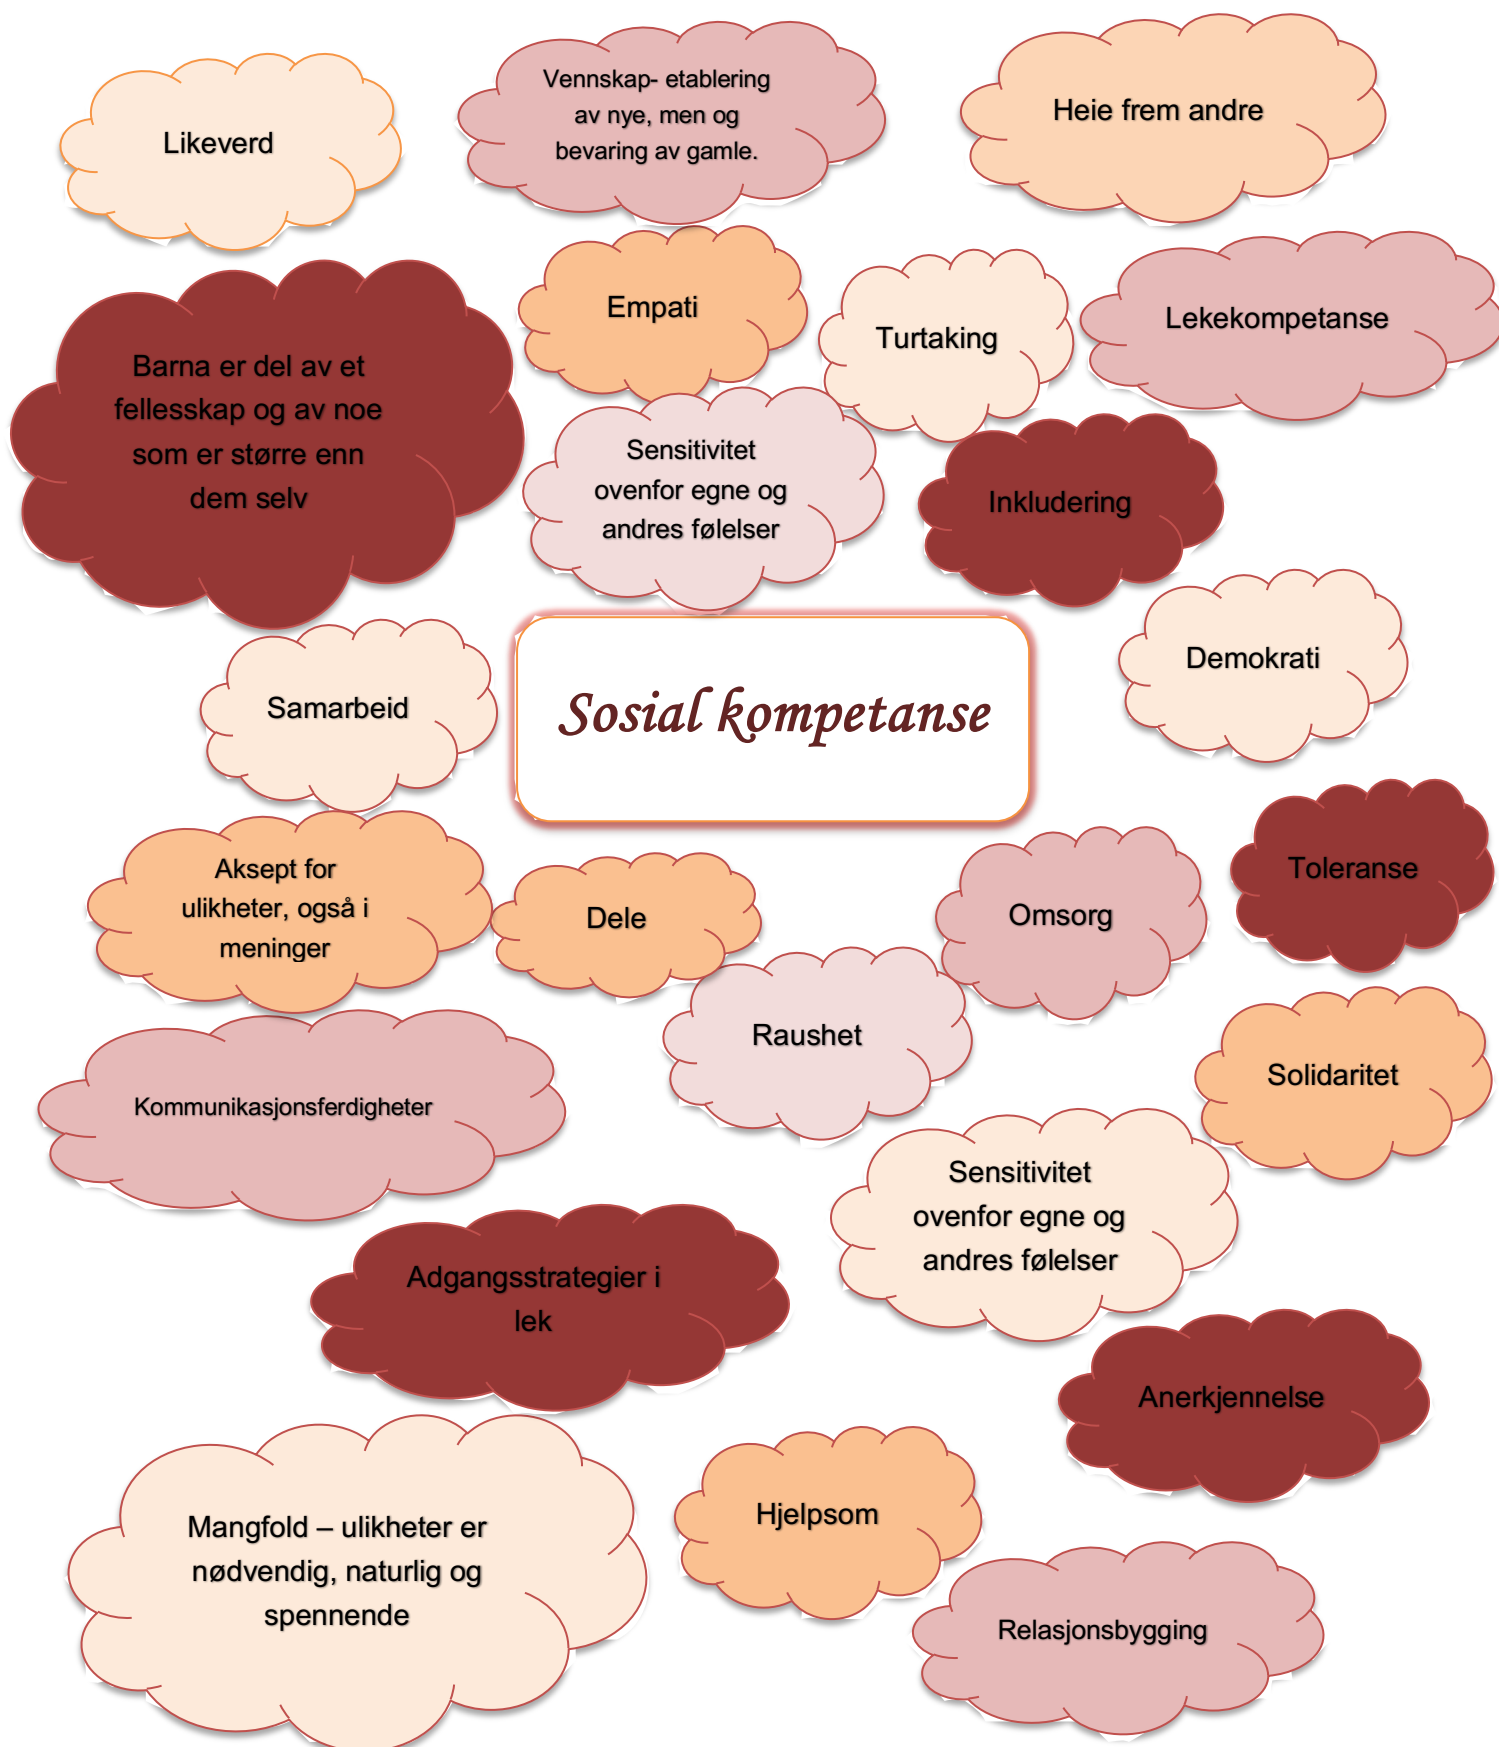 Likeverd
Vennskap- etablering
av nye, men og
bevaring av gamle.
Heie frem andre
Empati
Turtaking
Lekekompetanse
Barna er del av et
fellesskap og av noe
som er større enn
dem selv
Sensitivitet
ovenfor egne og
andres følelser
Inkludering
Demokrati
Samarbeid
Sosial kompetanse
Aksept for
ulikheter, også i
meninger
Dele
Omsorg
Toleranse
Raushet
Solidaritet
Kommunikasjonsferdigheter
Sensitivitet
ovenfor egne og
andres følelser
Adgangsstrategier i
lek
Anerkjennelse
Mangfold – ulikheter er
nødvendig, naturlig og
spennende
Hjelpsom
Relasjonsbygging